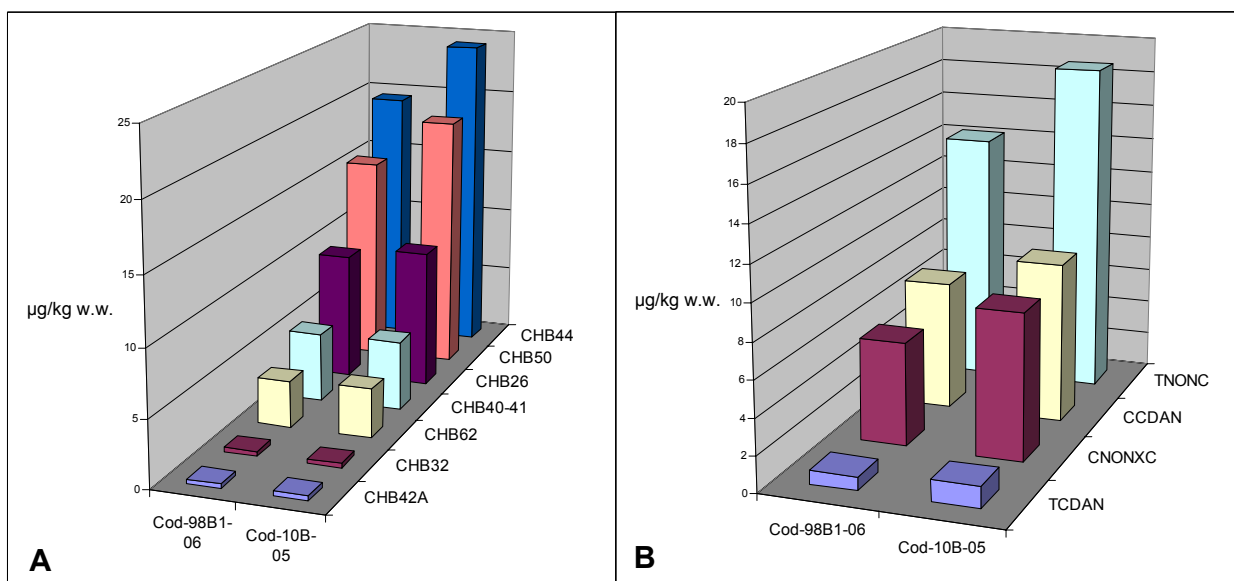 25
20
15
10
5
0
µg/kg w.w.
CHB44
CHB50
CHB26
CHB40-41
CHB62
CHB32
CHB42A
Cod-98B1-
06
Cod-10B-
05
A
20
18
16
14
12
10
8
6
4
2
0
µg/kg w.w.
TNONC
CCDAN
CNONXC
TCDAN
Cod-98B1-06
Cod-10B-05
B